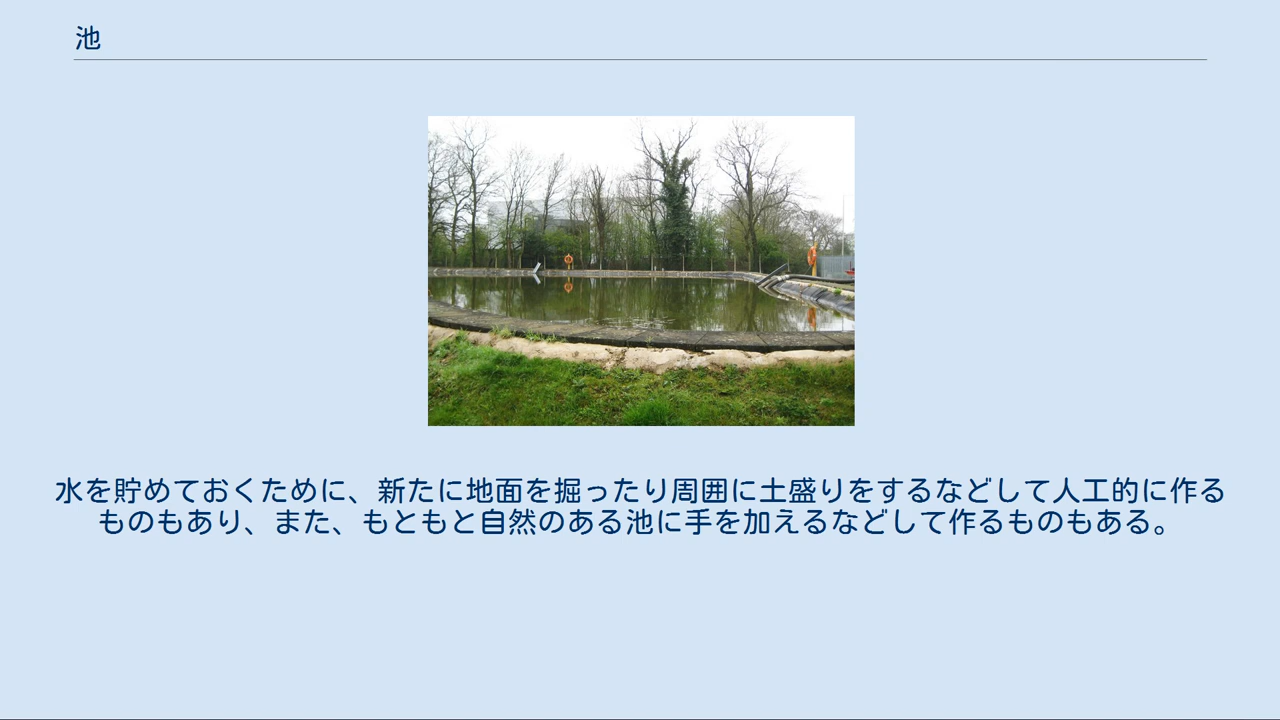 池
水を貯めておくために、新たに地面を掘ったり周囲に土盛りをするなどして人工的に作る
ものもあり、また、もともと自然のある池に手を加えるなどして作るものもある。